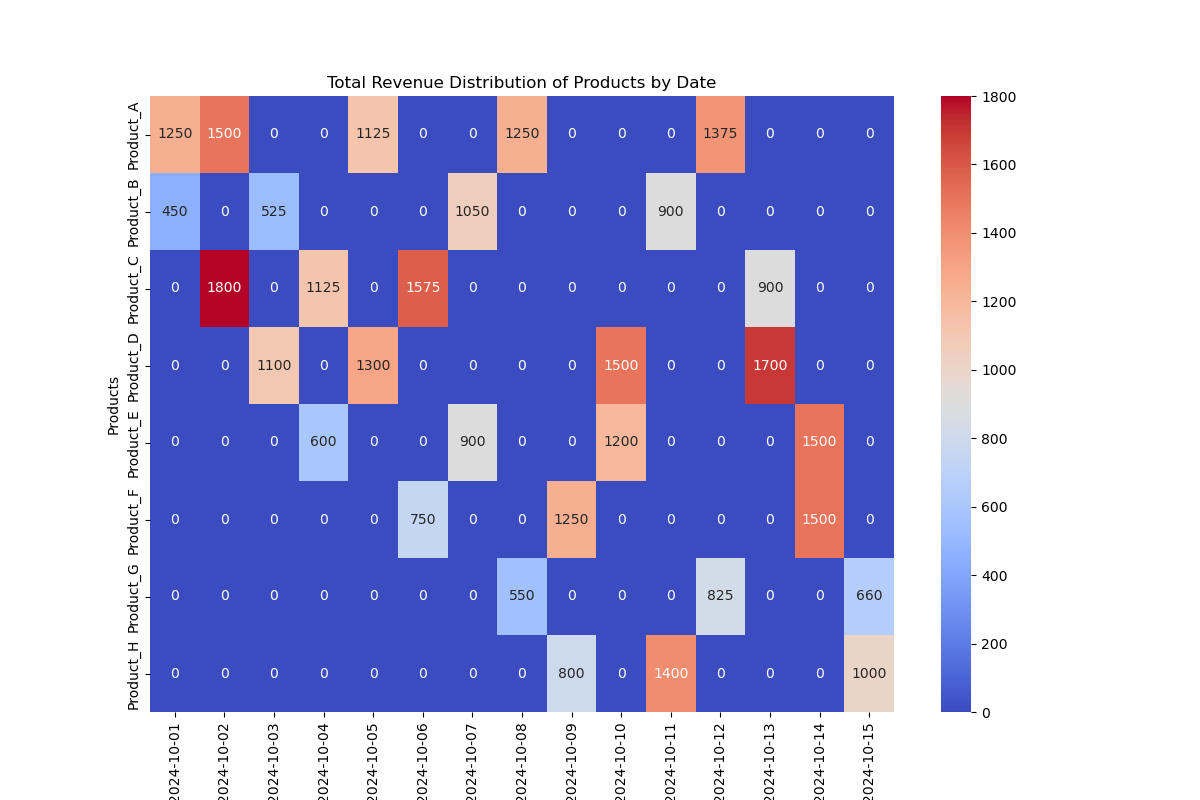 Total Revenue Distribution of Products by Date
Products
Product_A 1250 1500 0 0 1125 0 0 1250 0 0 0 1375 0 0 0
Product_B 450 0 525 0 0 0 1050 0 0 0 900 0 0 0 0
Product_C 0 1800 0 1125 0 1575 0 0 0 0 0 0 900 0 0
Product_D 0 0 1100 0 1300 0 0 0 0 1500 0 0 1700 0 0
Product_E 0 0 0 600 0 0 900 0 0 1200 0 0 0 1500 0
Product_F 0 0 0 0 0 750 0 0 1250 0 0 0 0 1500 0
Product_G 0 0 0 0 0 0 0 550 0 0 0 825 0 0 660
Product_H 0 0 0 0 0 0 0 0 800 0 1400 0 0 0 1000
2024-10-01 2024-10-02 2024-10-03 2024-10-04 2024-10-05 2024-10-06 2024-10-07 2024-10-08 2024-10-09 2024-10-10 2024-10-11 2024-10-12 2024-10-13 2024-10-14 2024-10-15
1800
1600
1400
1200
1000
800
600
400
200
0